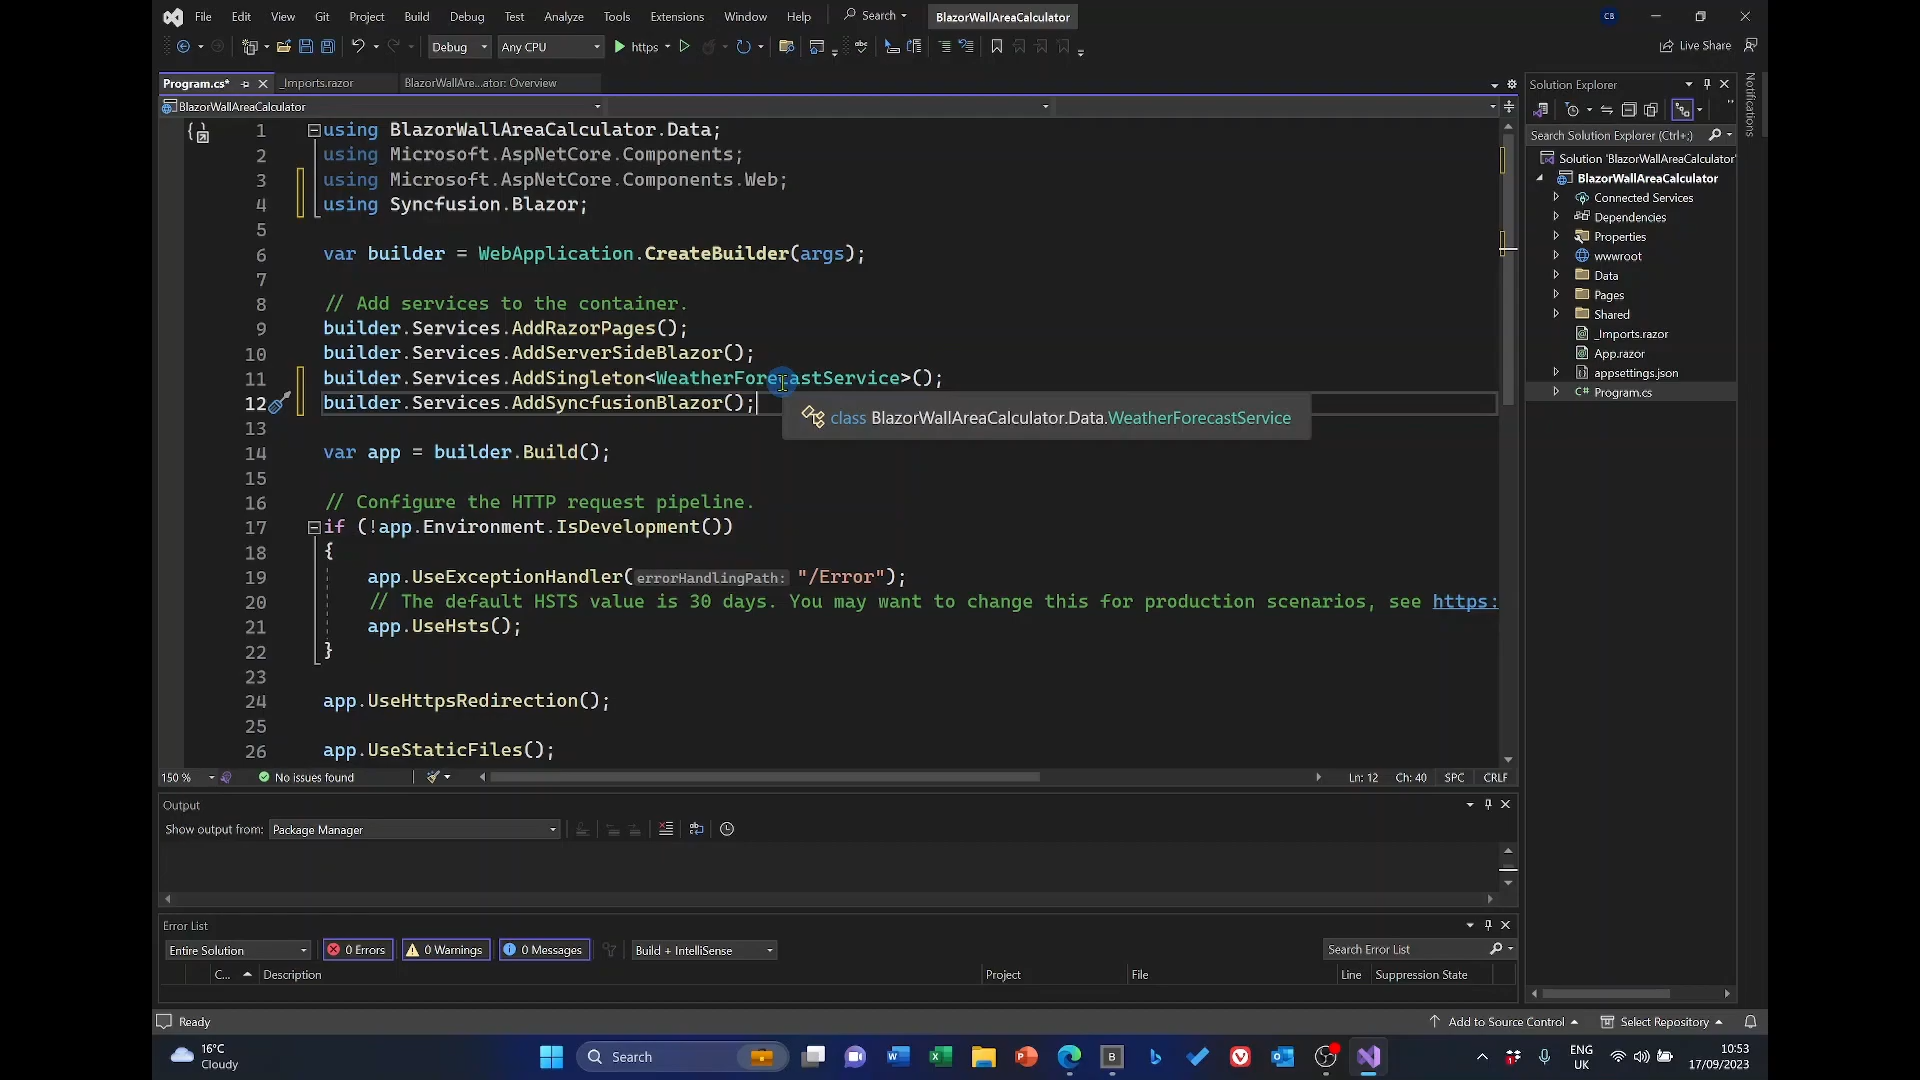 File Edit View Git Project Build Debug Test Analyze Tools Extensions Window Help Search BlazorWallAreaCalculator CB
Debug Any CPU https Live Share
Program.cs* _Imports.razor BlazorWallAre...ator: Overview
BlazorWallAreaCalculator
1 using BlazorWallAreaCalculator.Data;
2 using Microsoft.AspNetCore.Components;
3 using Microsoft.AspNetCore.Components.Web;
4 using Syncfusion.Blazor;
5
6 var builder = WebApplication.CreateBuilder(args);
7
8 // Add services to the container.
9 builder.Services.AddRazorPages();
10 builder.Services.AddServerSideBlazor();
11 builder.Services.AddSingleton<WeatherForecastService>();
12 builder.Services.AddSyncfusionBlazor();
class BlazorWallAreaCalculator.Data.WeatherForecastService
13
14 var app = builder.Build();
15
16 // Configure the HTTP request pipeline.
17 if (!app.Environment.IsDevelopment())
18 {
19 app.UseExceptionHandler(errorHandlingPath: "/Error");
20 // The default HSTS value is 30 days. You may want to change this for production scenarios, see https:
21 app.UseHsts();
22 }
23
24 app.UseHttpsRedirection();
25
26 app.UseStaticFiles();
150 % No issues found Ln: 12 Ch: 40 SPC CRLF
Output
Show output from: Package Manager
Error List
Entire Solution 0 Errors 0 Warnings 0 Messages Build + IntelliSense Search Error List
C... Description Project File Line Suppression State
Solution Explorer
Search Solution Explorer (Ctrl+;)
Solution 'BlazorWallAreaCalculator'
BlazorWallAreaCalculator
Connected Services
Dependencies
Properties
wwwroot
Data
Pages
Shared
_Imports.razor
App.razor
appsettings.json
C# Program.cs
Notifications
Ready Add to Source Control Select Repository
16°C
Cloudy
Search
ENG
UK
10:53
17/09/2023